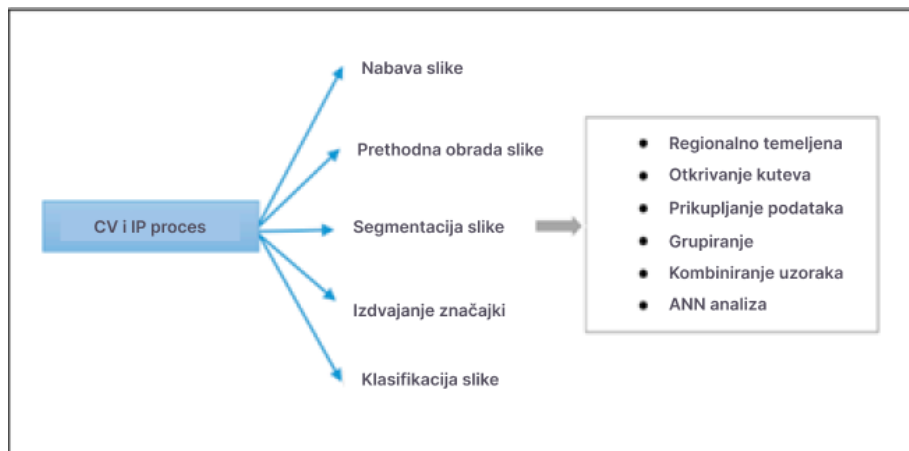 CV i IP proces
Nabava slike
Prethodna obrada slike
Segmentacija slike
Izdvajanje značajki
Klasifikacija slike
Regionalno temeljena
Otkrivanje kuteva
Prikupljanje podataka
Grupiranje
Kombiniranje uzoraka
ANN analiza